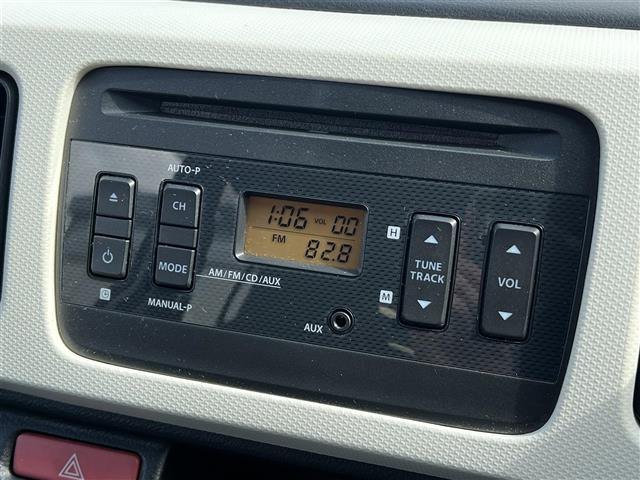 AUTO-P
CH
MODE
MANUAL-P
1:06 VOL 00
FM 82.8
AM/FM/CD/AUX
AUX
H
M
TUNE
TRACK
VOL